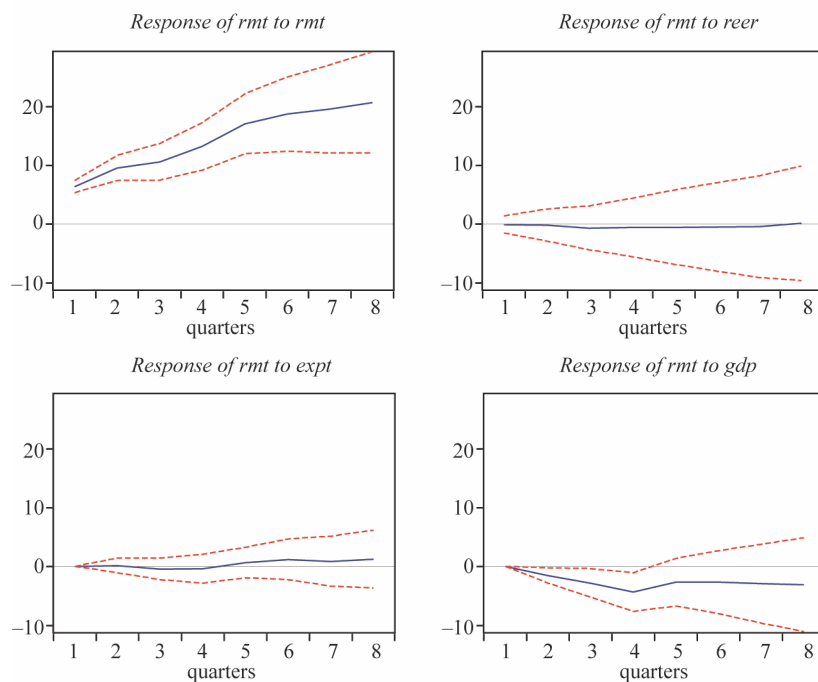 Response of rmt to rmt
20
10
0
–10
1 2 3 4 5 6 7 8
quarters
Response of rmt to reer
20
10
0
–10
1 2 3 4 5 6 7 8
quarters
Response of rmt to expt
20
10
0
–10
1 2 3 4 5 6 7 8
quarters
Response of rmt to gdp
20
10
0
–10
1 2 3 4 5 6 7 8
quarters